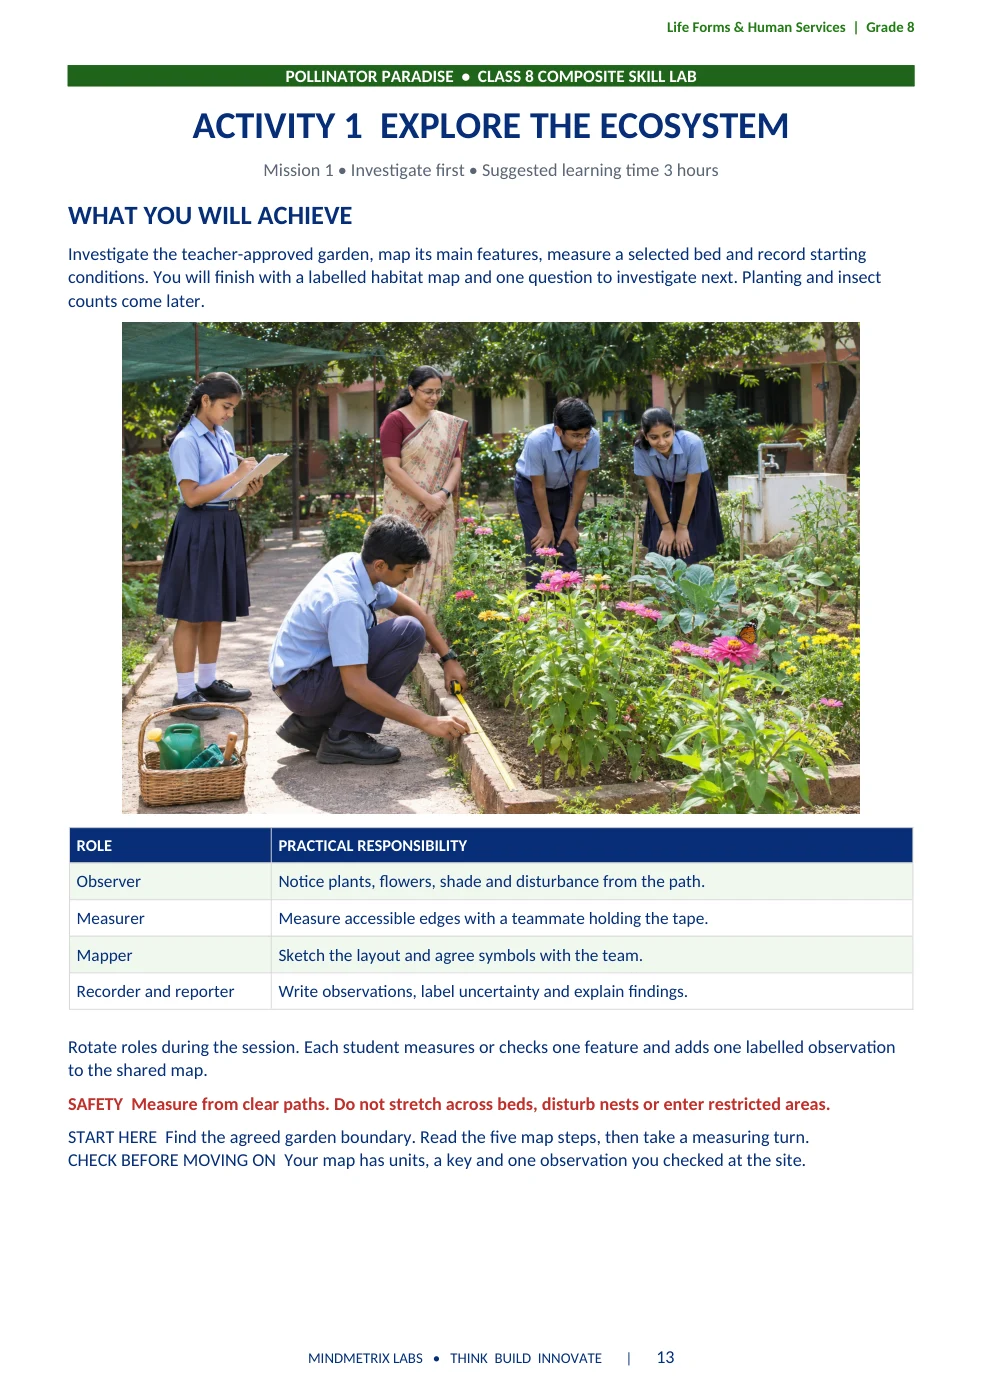 Life Forms & Human Services | Grade 8
POLLINATOR PARADISE ● CLASS 8 COMPOSITE SKILL LAB
ACTIVITY 1 EXPLORE THE ECOSYSTEM
Mission 1 • Investigate first • Suggested learning time 3 hours
WHAT YOU WILL ACHIEVE
Investigate the teacher-approved garden, map its main features, measure a selected bed and record starting
conditions. You will finish with a labelled habitat map and one question to investigate next. Planting and insect
counts come later.
ROLE PRACTICAL RESPONSIBILITY
Observer Notice plants, flowers, shade and disturbance from the path.
Measurer Measure accessible edges with a teammate holding the tape.
Mapper Sketch the layout and agree symbols with the team.
Recorder and reporter Write observations, label uncertainty and explain findings.
Rotate roles during the session. Each student measures or checks one feature and adds one labelled observation
to the shared map.
SAFETY Measure from clear paths. Do not stretch across beds, disturb nests or enter restricted areas.
START HERE Find the agreed garden boundary. Read the five map steps, then take a measuring turn.
CHECK BEFORE MOVING ON Your map has units, a key and one observation you checked at the site.
MINDMETRIX LABS ● THINK BUILD INNOVATE | 13